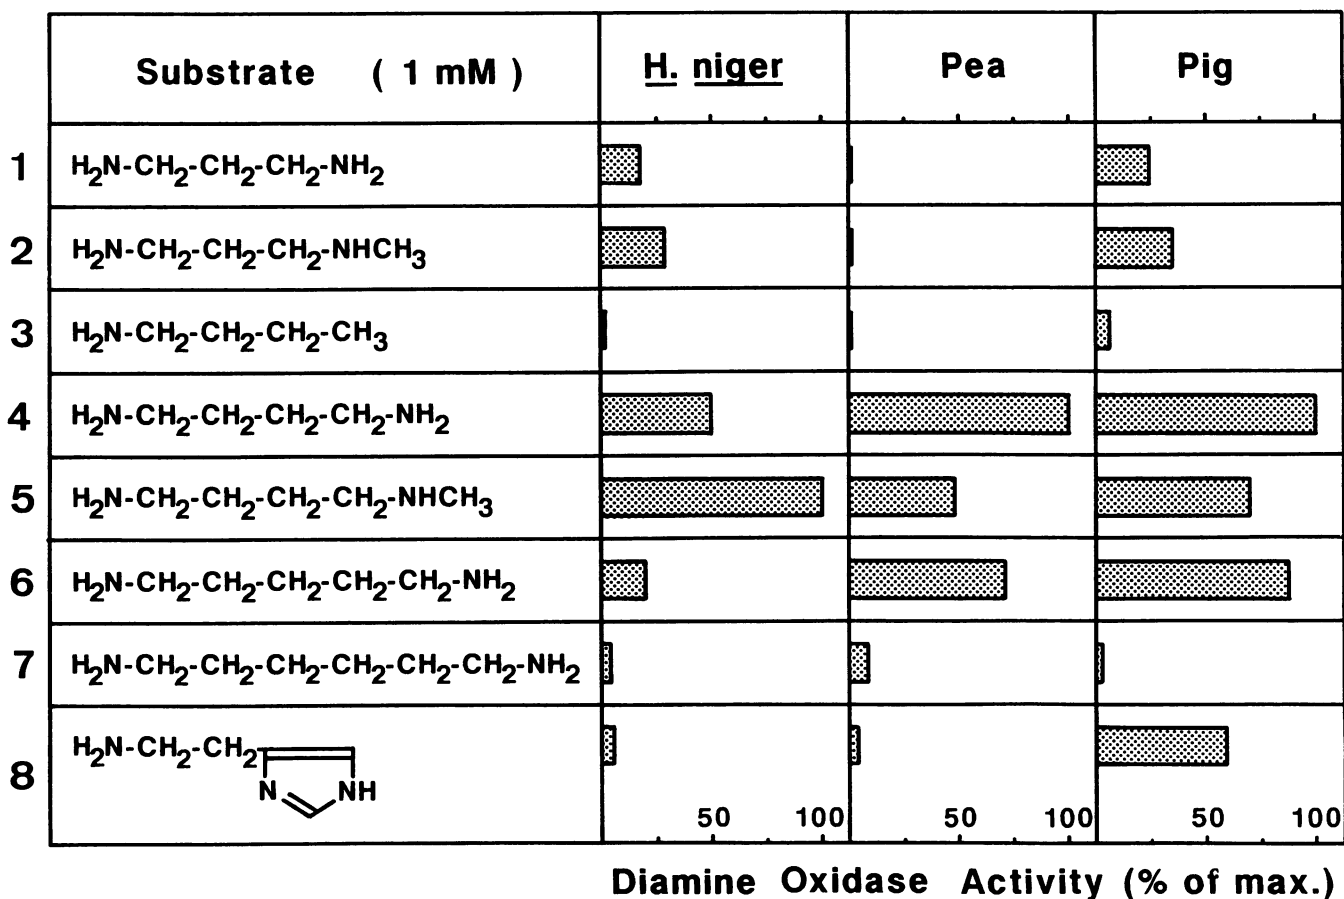 Substrate ( 1 mM ) H. niger Pea Pig
1 H₂N-CH₂-CH₂-CH₂-NH₂
2 H₂N-CH₂-CH₂-CH₂-NHCH₃
3 H₂N-CH₂-CH₂-CH₂-CH₃
4 H₂N-CH₂-CH₂-CH₂-CH₂-NH₂
5 H₂N-CH₂-CH₂-CH₂-CH₂-NHCH₃
6 H₂N-CH₂-CH₂-CH₂-CH₂-CH₂-NH₂
7 H₂N-CH₂-CH₂-CH₂-CH₂-CH₂-CH₂-NH₂
8 H₂N-CH₂-CH₂
N NH
50 100 50 100 50 100
Diamine Oxidase Activity (% of max.)